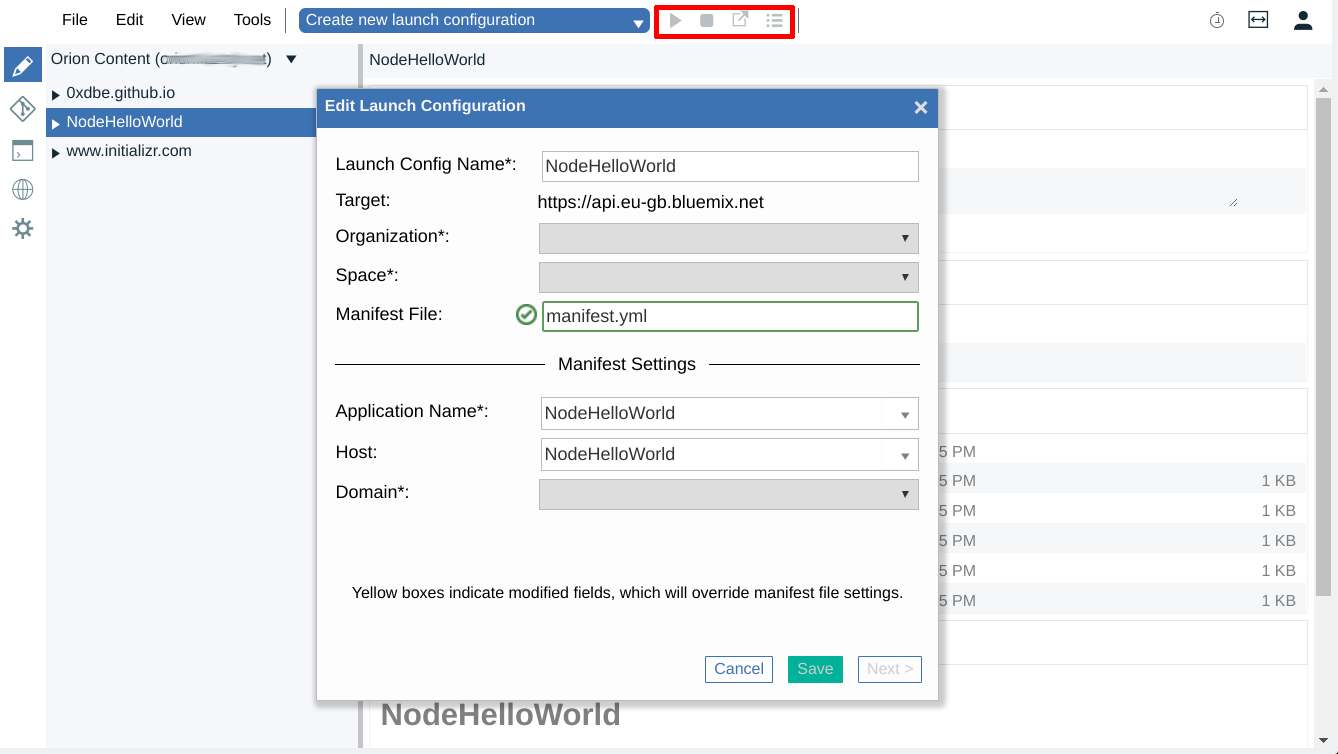 File Edit View Tools Create new launch configuration
Orion Content (
NodeHelloWorld
0xdbe.github.io
NodeHelloWorld
www.initializr.com
Edit Launch Configuration
Launch Config Name*: NodeHelloWorld
Target: https://api.eu-gb.bluemix.net
Organization*:
Space*:
Manifest File: manifest.yml
Manifest Settings
Application Name*: NodeHelloWorld
Host: NodeHelloWorld
Domain*:
Yellow boxes indicate modified fields, which will override manifest file settings.
Cancel Save Next >
5 PM
5 PM 1 KB
5 PM 1 KB
5 PM 1 KB
5 PM 1 KB
5 PM 1 KB
NodeHelloWorld